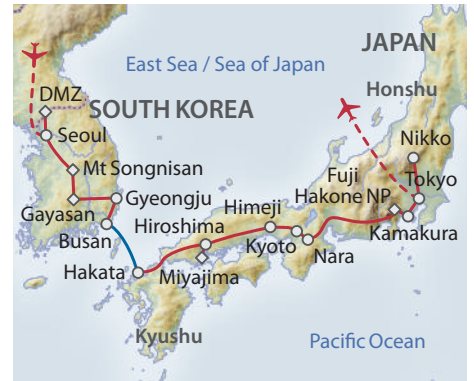 JAPAN
East Sea / Sea of Japan
Honshu
DMZ
SOUTH KOREA
Seoul
Nikko
Mt Songnisan
Fuji
Tokyo
Gayasan
Gyeongju
Himeji
Hakone NP
Hiroshima
Kamakura
Busan
Kyoto
Nara
Hakata
Miyajima
Kyushu
Pacific Ocean